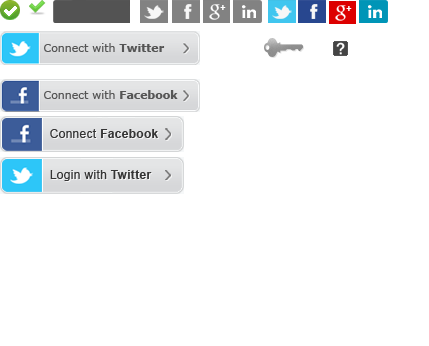 f g+ in f g+ in
Connect with Twitter
?
f Connect with Facebook
f Connect Facebook
Login with Twitter